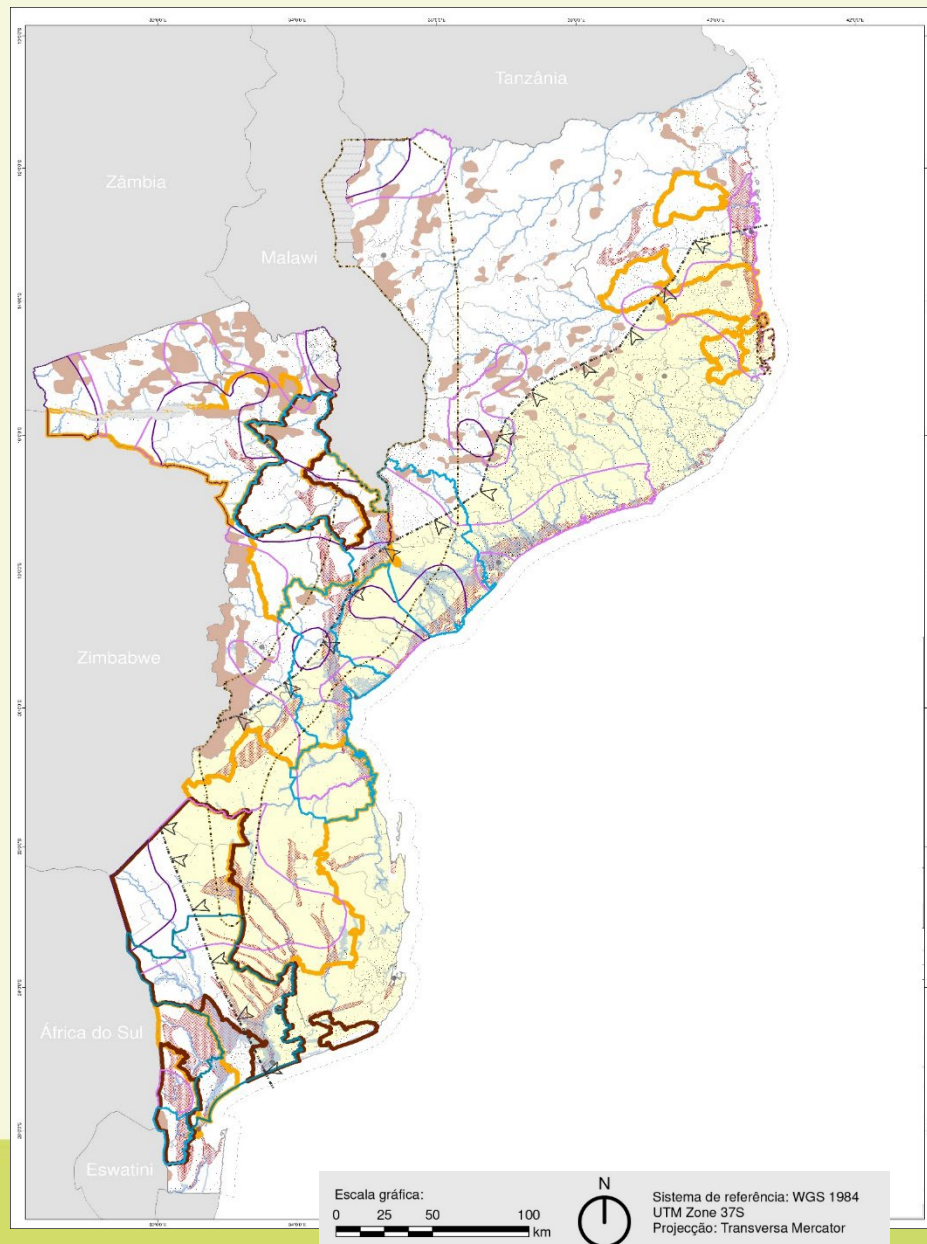 Tanzânia
Zâmbia
Malawi
Zimbabwe
África do Sul
Eswatini
Escala gráfica:
0 25 50 100
km
N
Sistema de referência: WGS 1984
UTM Zone 37S
Projecção: Transversa Mercator